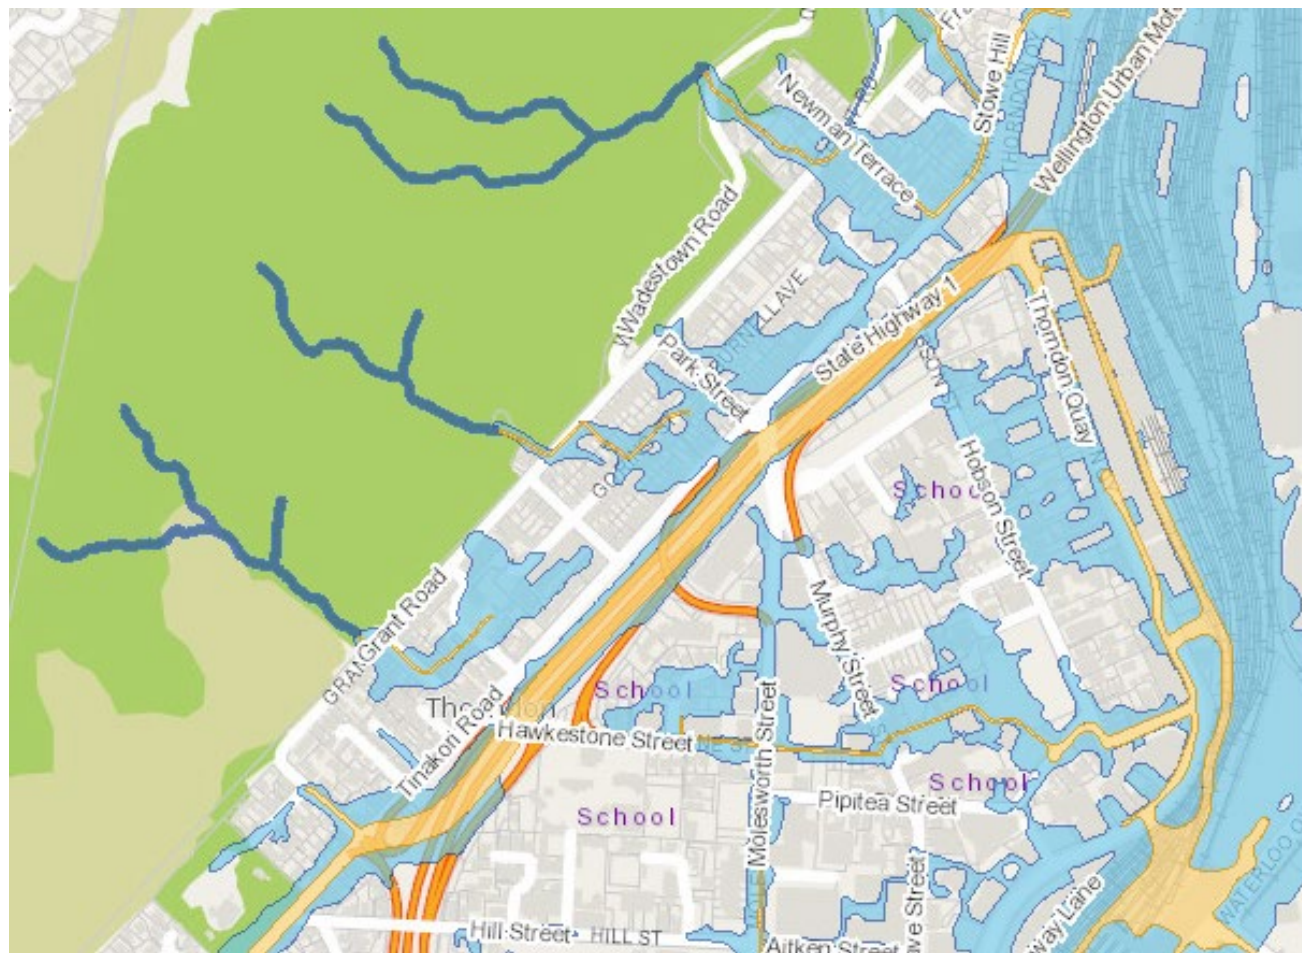 Stowe Hill
Newman Terrace
Wellington Urban Moto
Wadestown Road
State Highway 1
Park Street
Thorndon Quay
School
Hobson Street
Grant Road
Murphy Street
School
School
Tinakori Road
Hawkestone Street
Molesworth Street
School
Pipitea Street
School
WATERLOO
Hill Street
HILL ST
Aitken Street